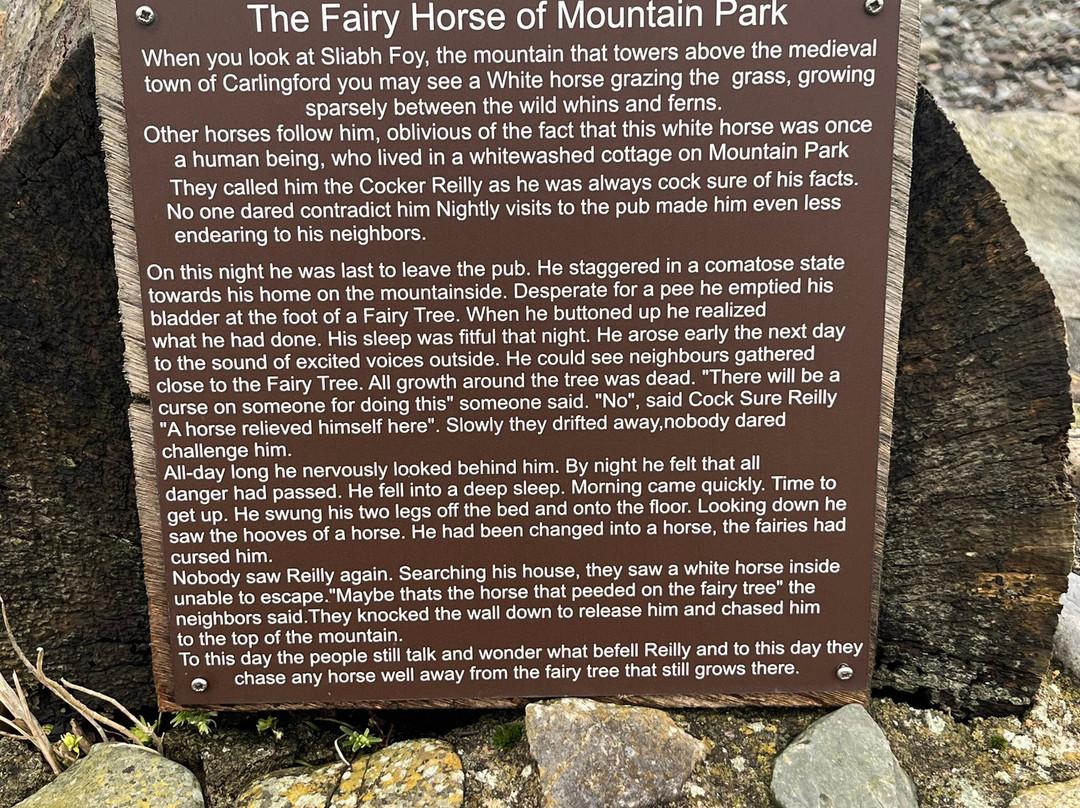 The Fairy Horse of Mountain Park
When you look at Sliabh Foy, the mountain that towers above the medieval
town of Carlingford you may see a White horse grazing the grass, growing
sparsely between the wild whins and ferns.
Other horses follow him, oblivious of the fact that this white horse was once
a human being, who lived in a whitewashed cottage on Mountain Park
They called him the Cocker Reilly as he was always cock sure of his facts.
No one dared contradict him Nightly visits to the pub made him even less
endearing to his neighbors.
On this night he was last to leave the pub. He staggered in a comatose state
towards his home on the mountainside. Desperate for a pee he emptied his
bladder at the foot of a Fairy Tree. When he buttoned up he realized
what he had done. His sleep was fitful that night. He arose early the next day
to the sound of excited voices outside. He could see neighbours gathered
close to the Fairy Tree. All growth around the tree was dead. "There will be a
curse on someone for doing this" someone said. "No", said Cock Sure Reilly
"A horse relieved himself here". Slowly they drifted away,nobody dared
challenge him.
All-day long he nervously looked behind him. By night he felt that all
danger had passed. He fell into a deep sleep. Morning came quickly. Time to
get up. He swung his two legs off the bed and onto the floor. Looking down he
saw the hooves of a horse. He had been changed into a horse, the fairies had
cursed him.
Nobody saw Reilly again. Searching his house, they saw a white horse inside
unable to escape."Maybe thats the horse that peeded on the fairy tree" the
neighbors said.They knocked the wall down to release him and chased him
to the top of the mountain.
To this day the people still talk and wonder what befell Reilly and to this day they
chase any horse well away from the fairy tree that still grows there.